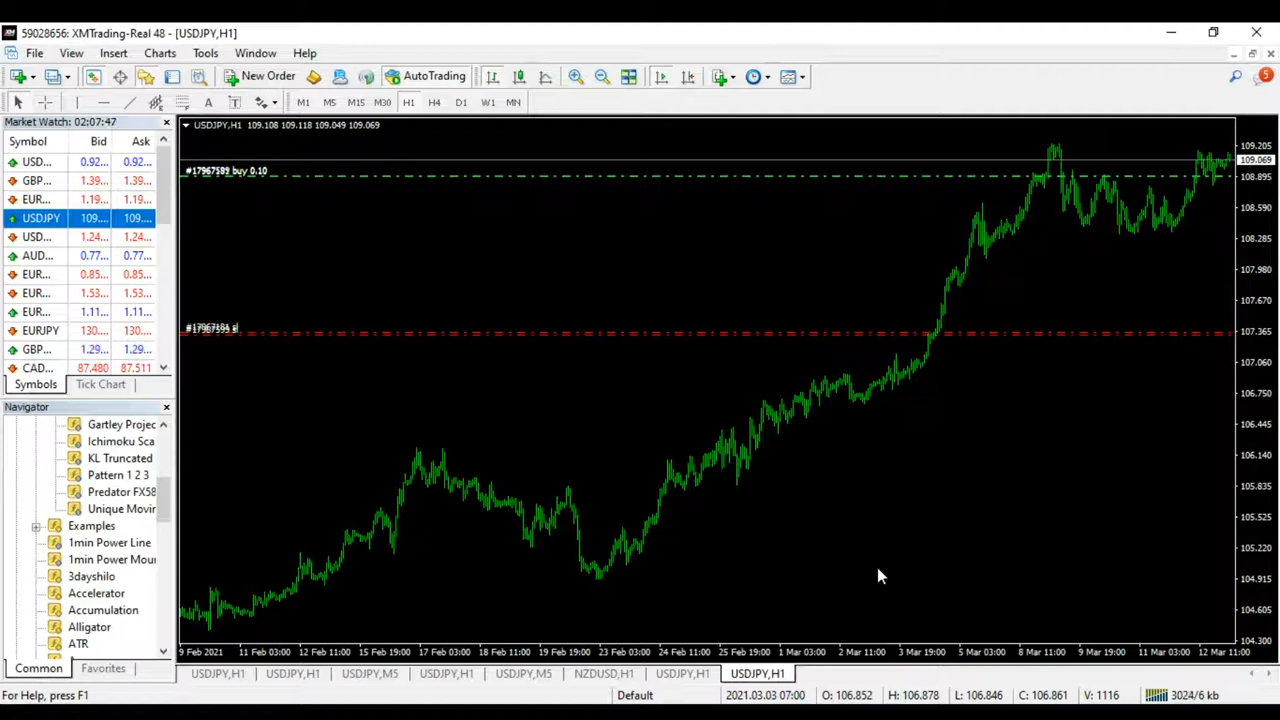 59028656: XMTrading-Real 48 - [USDJPY,H1]
File View Insert Charts Tools Window Help
New Order AutoTrading
A T M1 M5 M15 M30 H1 H4 D1 W1 MN
Market Watch: 02:07:47
Symbol Bid Ask
USD... 0.92... 0.92...
GBP... 1.39... 1.39...
EUR... 1.19... 1.19...
USDJPY 109.... 109....
USD... 1.24... 1.24...
AUD... 0.77... 0.77...
EUR... 0.85... 0.85...
EUR... 1.53... 1.53...
EUR... 1.11... 1.11...
EURJPY 130.... 130....
GBP... 1.29... 1.29...
CAD... 87.480 87.511
Symbols Tick Chart
Navigator
Gartley Projec
Ichimoku Sca
KL Truncated
Pattern 1 2 3
Predator FX58
Unique Movin
Examples
1min Power Line
1min Power Mour
3dayshilo
Accelerator
Accumulation
Alligator
ATR
Common Favorites
USDJPY,H1 109.108 109.118 109.049 109.069
#17967599 buy 0.10
109.205
109.069
108.895
108.590
108.285
107.980
107.670
107.365
107.060
106.750
106.445
106.140
105.835
105.525
105.220
104.915
104.605
104.300
9 Feb 2021 11 Feb 03:00 12 Feb 11:00 15 Feb 19:00 17 Feb 03:00 18 Feb 11:00 19 Feb 19:00 23 Feb 03:00 24 Feb 11:00 25 Feb 19:00 1 Mar 03:00 2 Mar 11:00 3 Mar 19:00 5 Mar 03:00 8 Mar 11:00 9 Mar 19:00 11 Mar 03:00 12 Mar 11:00
USDJPY,H1 USDJPY,H1 USDJPY,M5 USDJPY,H1 USDJPY,M5 NZDUSD,H1 USDJPY,H1 USDJPY,H1
For Help, press F1 Default 2021.03.03 07:00 O: 106.852 H: 106.878 L: 106.846 C: 106.861 V: 1116 3024/6 kb